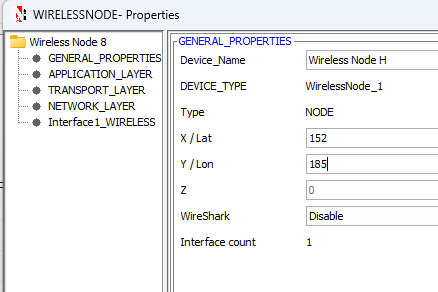 WIRELESSNODE- Properties
Wireless Node 8
GENERAL_PROPERTIES
APPLICATION_LAYER
TRANSPORT_LAYER
NETWORK_LAYER
Interface1_WIRELESS
GENERAL_PROPERTIES
Device_Name Wireless Node H
DEVICE_TYPE WirelessNode_1
Type NODE
X / Lat 152
Y / Lon 185
Z 0
WireShark Disable
Interface count 1